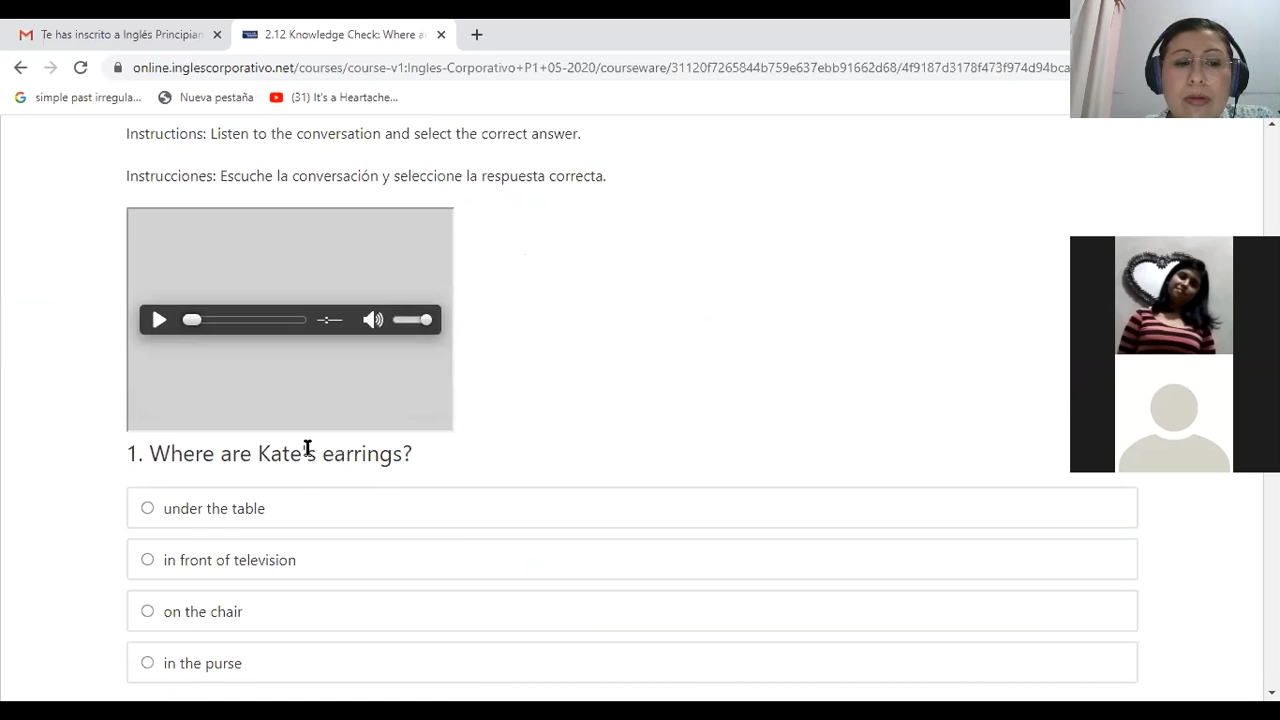 Te has inscrito a Inglés Principian
2.12 Knowledge Check: Where a
online.inglescorporativo.net/courses/course-v1:Ingles-Corporativo+P1+05-2020/courseware/31120f7265844b759e637ebb91662d68/4f9187d3178f473f974d94bca
simple past irregula...
Nueva pestaña
(31) It's a Heartache...
Instructions: Listen to the conversation and select the correct answer.
Instrucciones: Escuche la conversación y seleccione la respuesta correcta.
-:--
1. Where are Kate's earrings?
under the table
in front of television
on the chair
in the purse